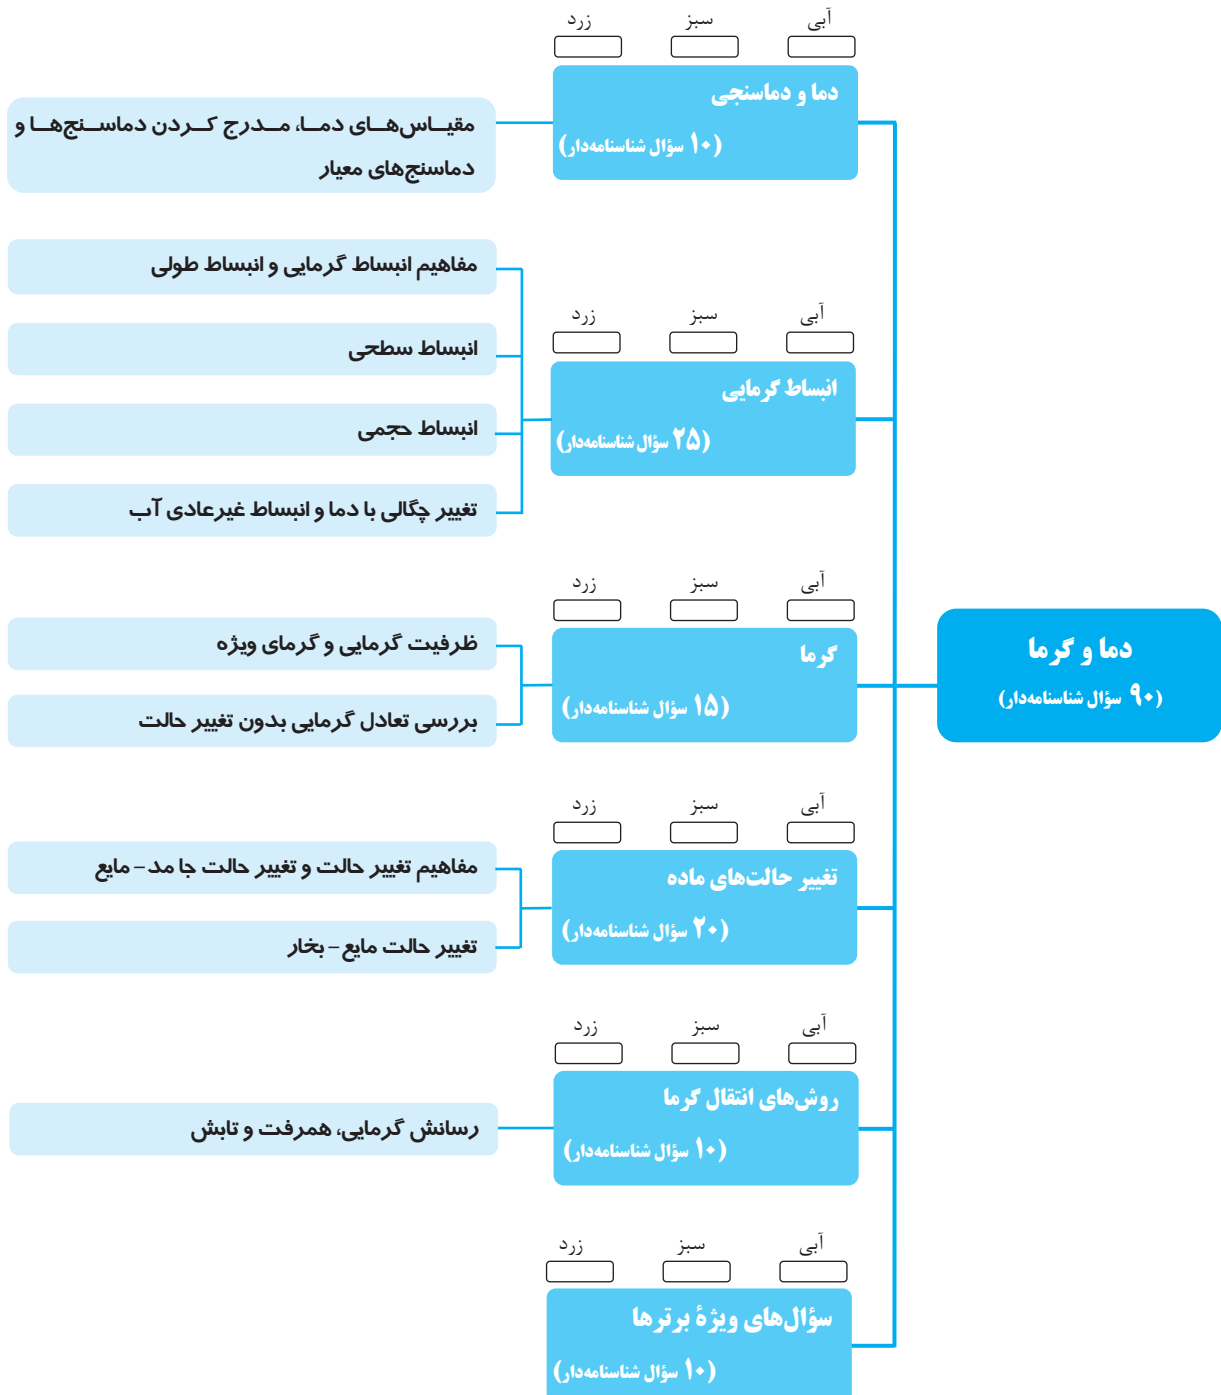 دما و گرما
(۹۰ سؤال شناسنامه‌دار)
آبی سبز زرد
دما و دماسنجی
(۱۰ سؤال شناسنامه‌دار)
مقیاس‌های دما، مدرج کردن دماسنج‌ها و
دماسنج‌های معیار
آبی سبز زرد
انبساط گرمایی
(۲۵ سؤال شناسنامه‌دار)
مفاهیم انبساط گرمایی و انبساط طولی
انبساط سطحی
انبساط حجمی
تغییر چگالی با دما و انبساط غیرعادی آب
آبی سبز زرد
گرما
(۱۵ سؤال شناسنامه‌دار)
ظرفیت گرمایی و گرمای ویژه
بررسی تعادل گرمایی بدون تغییر حالت
آبی سبز زرد
تغییر حالت‌های ماده
(۲۰ سؤال شناسنامه‌دار)
مفاهیم تغییر حالت و تغییر حالت جا مد – مایع
تغییر حالت مایع – بخار
آبی سبز زرد
روش‌های انتقال گرما
(۱۰ سؤال شناسنامه‌دار)
رسانش گرمایی، همرفت و تابش
آبی سبز زرد
سؤال‌های ویژهٔ برترها
(۱۰ سؤال شناسنامه‌دار)